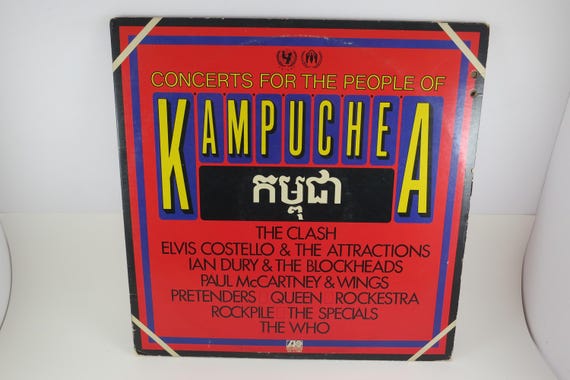 CONCERTS FOR THE PEOPLE OF
KAMPUCHEA
កម្ពុជា
THE CLASH
ELVIS COSTELLO & THE ATTRACTIONS
IAN DURY & THE BLOCKHEADS
PAUL McCARTNEY & WINGS
PRETENDERS QUEEN ROCKESTRA
ROCKPILE THE SPECIALS
THE WHO